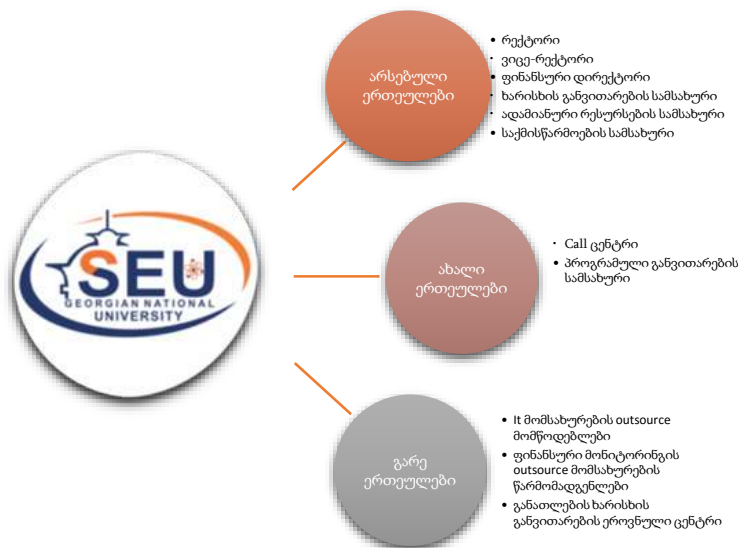 SEU
GEORGIAN NATIONAL
UNIVERSITY
არსებული
ერთეულები
• რექტორი
· ვიცე-რექტორი
• ფინანსური დირექტორი
· ხარისხის განვითარების სამსახური
· ადამიანური რესურსების სამსახური
• საქმისწარმოების სამსახური
ახალი
ერთეულები
· Call ცენტრი
• პროგრამული განვითარების
სამსახური
გარე
ერთეულები
• It მომსახურების outsource
მომწოდებლები
• ფინანსური მონიტორინგის
outsource მომსახურების
წარმომადგენლები
• განათლების ხარისხის
განვითარების ეროვნული ცენტრი